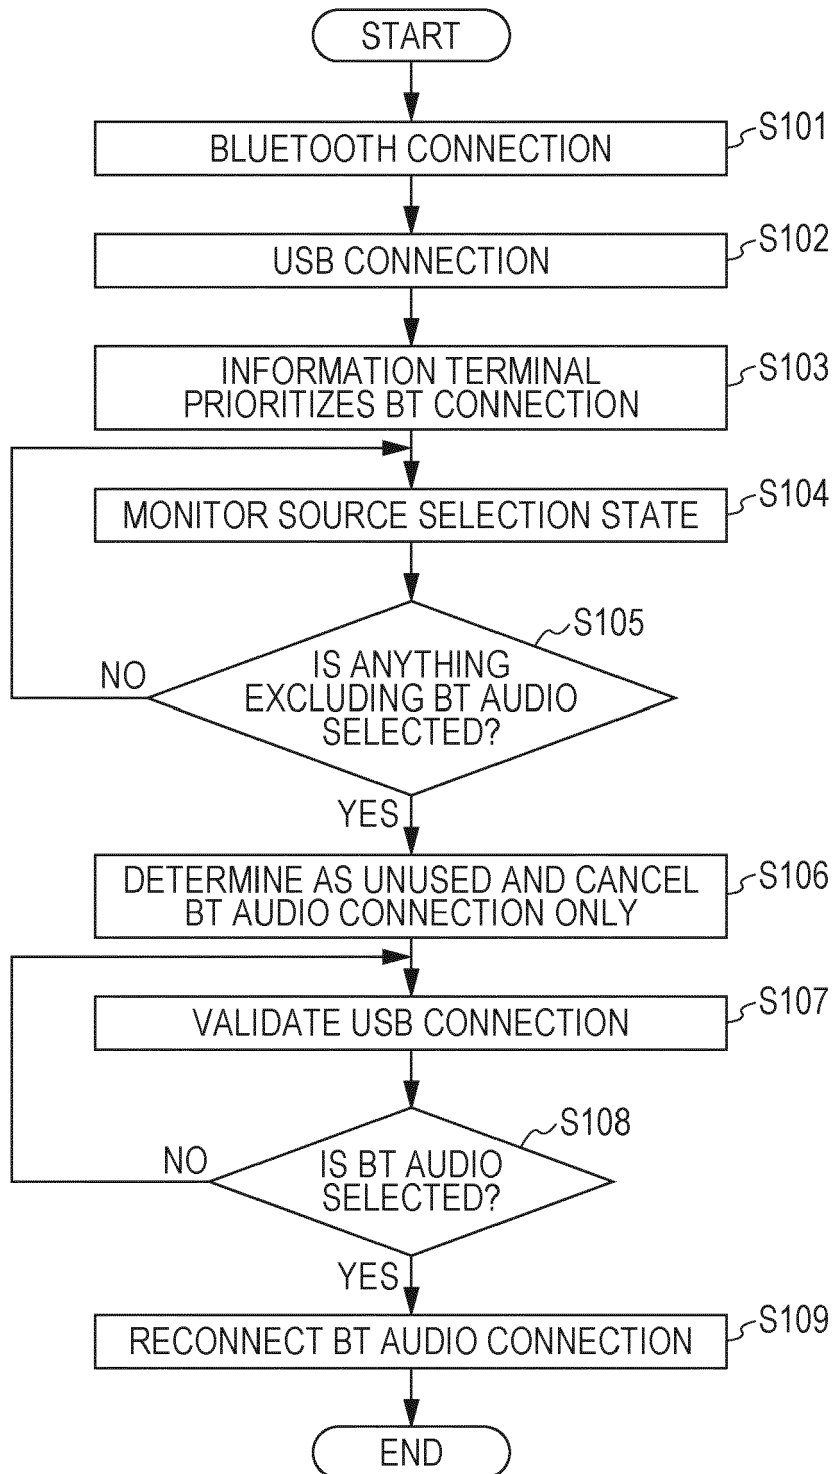 START
BLUETOOTH CONNECTION
S101
USB CONNECTION
S102
INFORMATION TERMINAL
PRIORITIZES BT CONNECTION
S103
MONITOR SOURCE SELECTION STATE
S104
IS ANYTHING
EXCLUDING BT AUDIO
SELECTED?
S105
NO
YES
DETERMINE AS UNUSED AND CANCEL
BT AUDIO CONNECTION ONLY
S106
VALIDATE USB CONNECTION
S107
IS BT AUDIO
SELECTED?
S108
NO
YES
RECONNECT BT AUDIO CONNECTION
S109
END